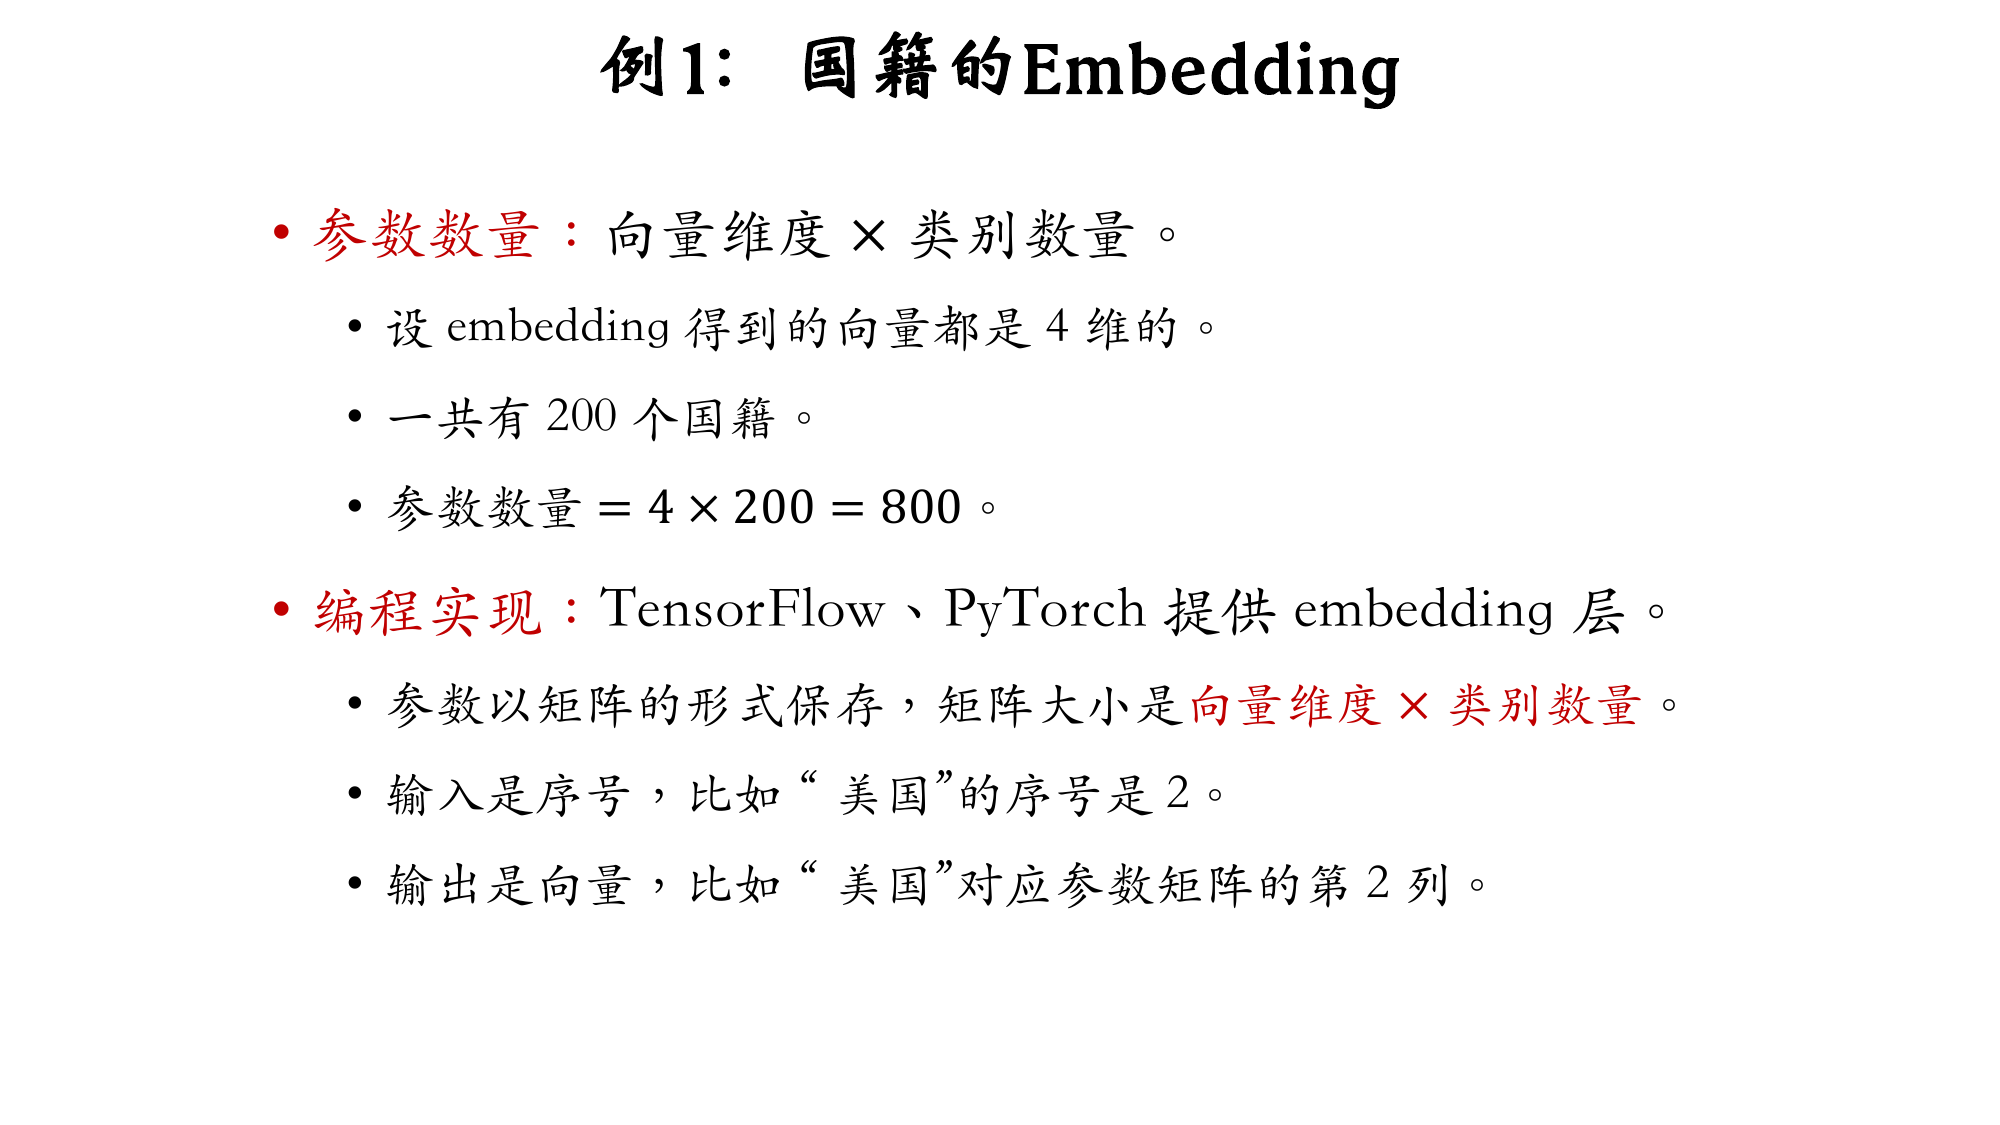 例1： 国籍的Embedding
• 参数数量：向量维度 × 类别数量。
• 设 embedding 得到的向量都是 4 维的。
• 一共有 200 个国籍。
• 参数数量 = 4 × 200 = 800。
• 编程实现：TensorFlow、PyTorch 提供 embedding 层。
• 参数以矩阵的形式保存，矩阵大小是向量维度 × 类别数量。
• 输入是序号，比如 “ 美国”的序号是 2。
• 输出是向量，比如 “ 美国”对应参数矩阵的第 2 列。